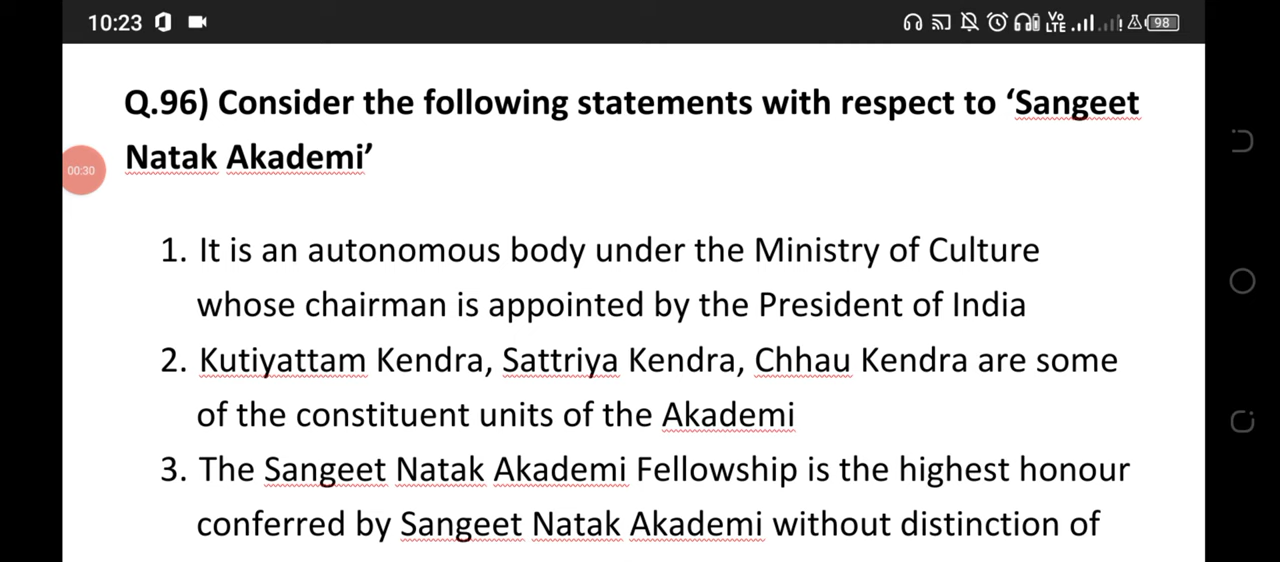 10:23
Vo LTE
98
Q.96) Consider the following statements with respect to ‘Sangeet
Natak Akademi’
00:30
1. It is an autonomous body under the Ministry of Culture
whose chairman is appointed by the President of India
2. Kutiyattam Kendra, Sattriya Kendra, Chhau Kendra are some
of the constituent units of the Akademi
3. The Sangeet Natak Akademi Fellowship is the highest honour
conferred by Sangeet Natak Akademi without distinction of